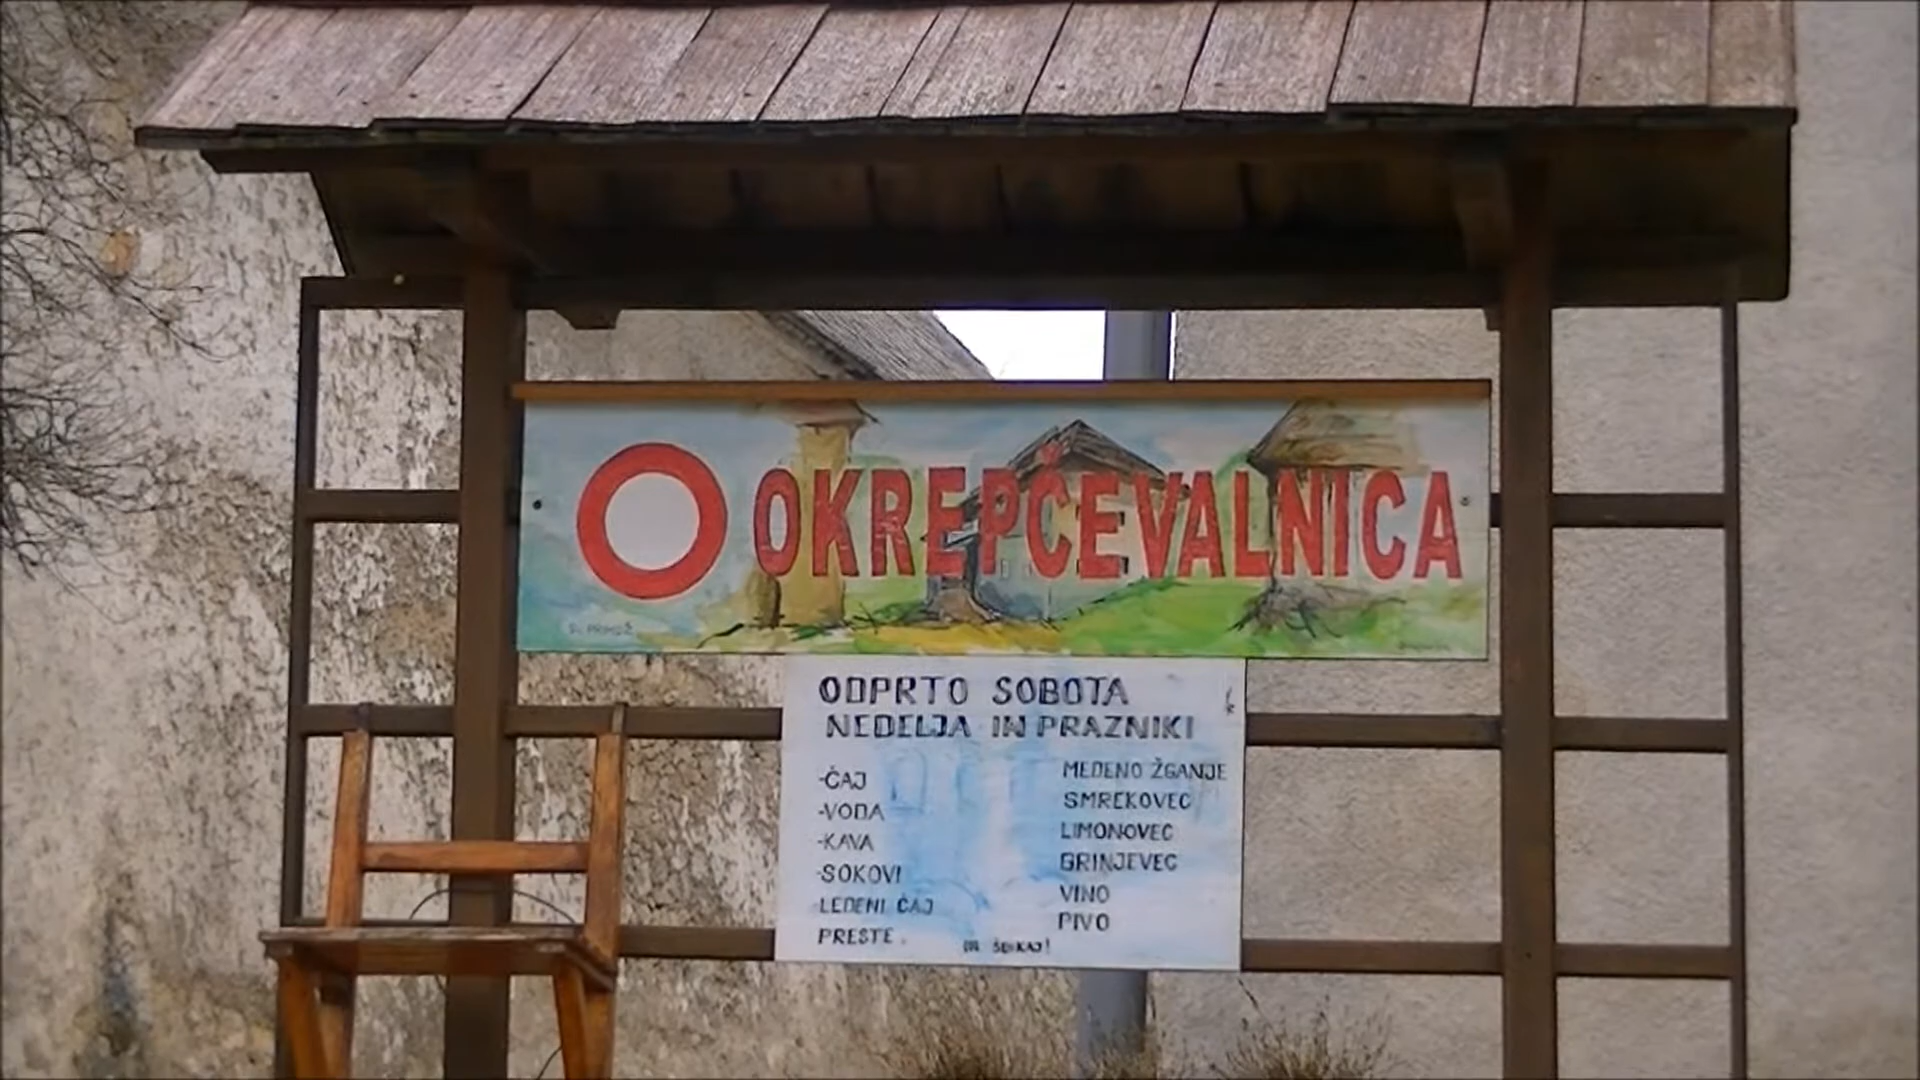 OKREPČEVALNICA
ODPRTO SOBOTA
NEDELJA IN PRAZNIKI
-ČAJ
-VODA
-KAVA
-SOKOVI
LEDENI ČAJ
PRESTE
MEDENO ŽGANJE
SMREKOVEC
LIMONOVEC
GRINJEVEC
VINO
PIVO